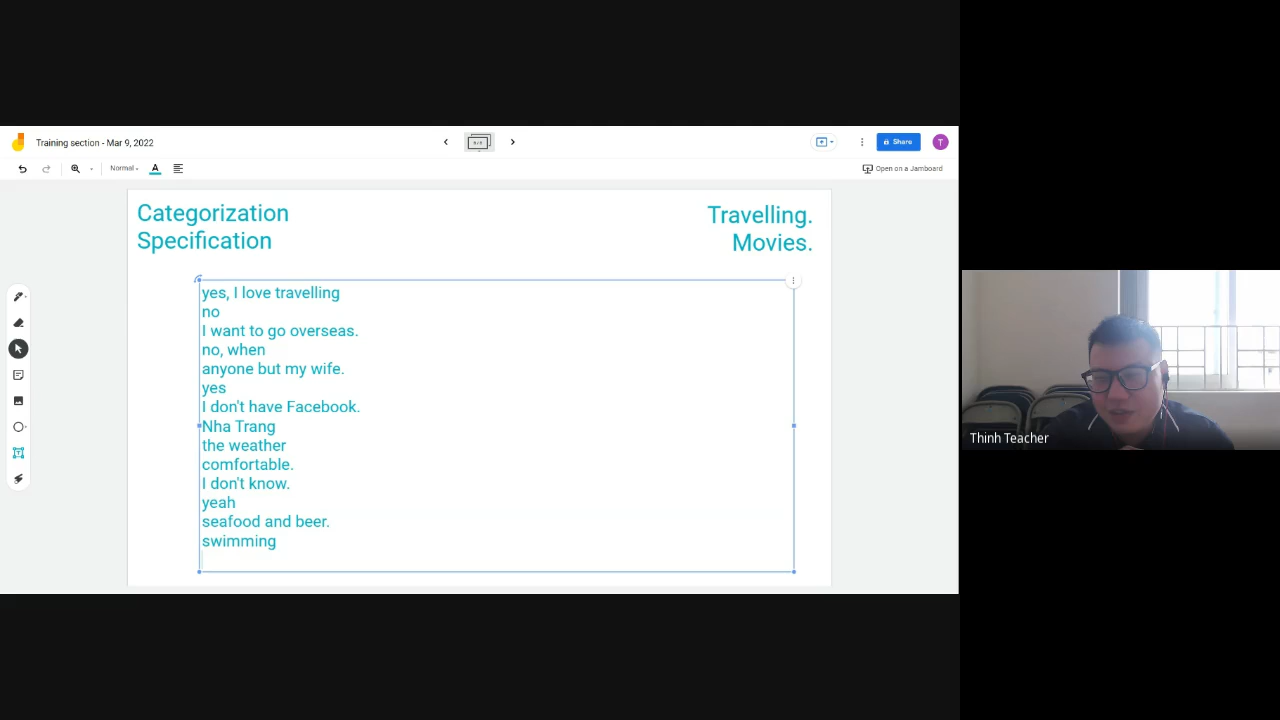 Training section - Mar 9, 2022
Share
T
Normal
A
Open on a Jamboard
Categorization
Specification
Travelling.
Movies.
yes, I love travelling
no
I want to go overseas.
no, when
anyone but my wife.
yes
I don't have Facebook.
Nha Trang
the weather
comfortable.
I don't know.
yeah
seafood and beer.
swimming
Thinh Teacher